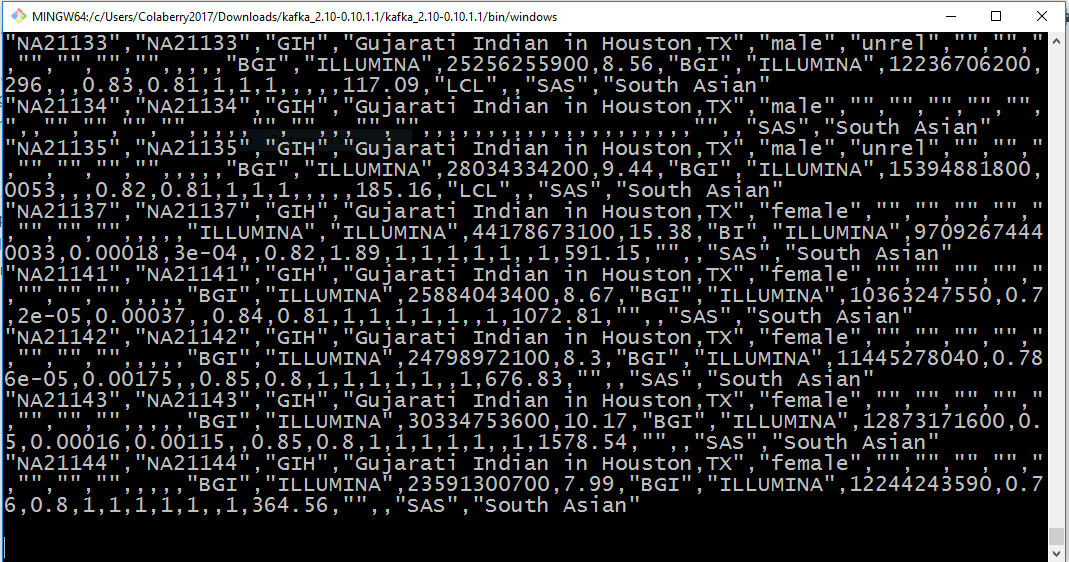 MINGW64:/c/Users/Colaberry2017/Downloads/kafka_2.10-0.10.1.1/kafka_2.10-0.10.1.1/bin/windows
"NA21133","NA21133","GIH","Gujarati Indian in Houston,TX","male","unrel","","","",
,"","","","",,,,,"BGI","ILLUMINA",25256255900,8.56,"BGI","ILLUMINA",12236706200,
296,,,0.83,0.81,1,1,1,,,,,117.09,"LCL",,"SAS","South Asian"
"NA21134","NA21134","GIH","Gujarati Indian in Houston,TX","male","","","","","",
",,"","","","",,,,,"","",,,"","",,,,,,,,,,,,,,,,,,,,,,"",,"SAS","South Asian"
"NA21135","NA21135","GIH","Gujarati Indian in Houston,TX","male","unrel","","","",
,"","","","",,,,,"BGI","ILLUMINA",28034334200,9.44,"BGI","ILLUMINA",15394881800,
0053,,,0.82,0.81,1,1,1,,,,,185.16,"LCL",,"SAS","South Asian"
"NA21137","NA21137","GIH","Gujarati Indian in Houston,TX","female","","","","",
,"","","",,,,,"ILLUMINA","ILLUMINA",44178673100,15.38,"BI","ILLUMINA",9709267444
0033,0.00018,3e-04,,0.82,1.89,1,1,1,1,1,,1,591.15,"",,"SAS","South Asian"
"NA21141","NA21141","GIH","Gujarati Indian in Houston,TX","female","","","","",
,"","","",,,,,"BGI","ILLUMINA",25884043400,8.67,"BGI","ILLUMINA",10363247550,0.7
,2e-05,0.00037,,0.84,0.81,1,1,1,1,1,,1,1072.81,"",,"SAS","South Asian"
"NA21142","NA21142","GIH","Gujarati Indian in Houston,TX","female","","","","",
,"","","",,,,,"BGI","ILLUMINA",24798972100,8.3,"BGI","ILLUMINA",11445278040,0.78
6e-05,0.00175,,0.85,0.8,1,1,1,1,1,,1,676.83,"",,"SAS","South Asian"
"NA21143","NA21143","GIH","Gujarati Indian in Houston,TX","female","","","","",
,"","","",,,,,"BGI","ILLUMINA",30334753600,10.17,"BGI","ILLUMINA",12873171600,0.
5,0.00016,0.00115,,0.85,0.8,1,1,1,1,1,,1,1578.54,"",,"SAS","South Asian"
"NA21144","NA21144","GIH","Gujarati Indian in Houston,TX","female","","","","",
,"","","",,,,,"BGI","ILLUMINA",23591300700,7.99,"BGI","ILLUMINA",12244243590,0.7
6,0.8,1,1,1,1,1,,1,364.56,"",,"SAS","South Asian"